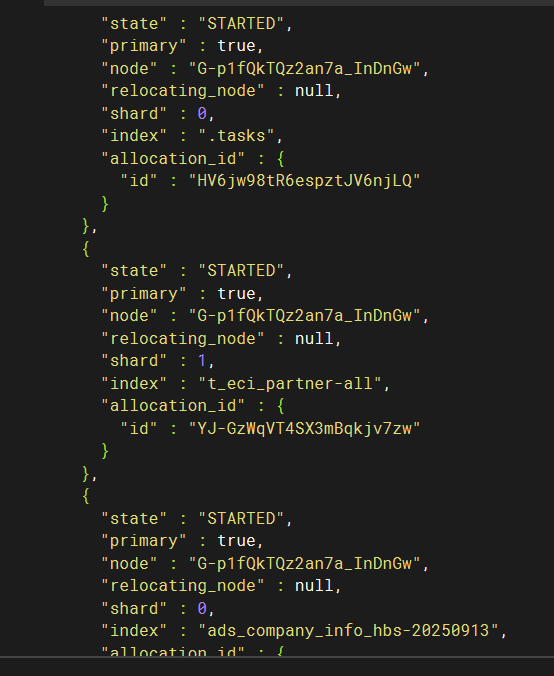 "state" : "STARTED",
"primary" : true,
"node" : "G-p1fQkTQz2an7a_InDnGw",
"relocating_node" : null,
"shard" : 0,
"index" : ".tasks",
"allocation_id" : {
"id" : "HV6jw98tR6espztJV6njLQ"
}
},
{
"state" : "STARTED",
"primary" : true,
"node" : "G-p1fQkTQz2an7a_InDnGw",
"relocating_node" : null,
"shard" : 1,
"index" : "t_eci_partner-all",
"allocation_id" : {
"id" : "YJ-GzWqVT4SX3mBqkjv7zw"
}
},
{
"state" : "STARTED",
"primary" : true,
"node" : "G-p1fQkTQz2an7a_InDnGw",
"relocating_node" : null,
"shard" : 0,
"index" : "ads_company_info_hbs-20250913",
"allocation_id" : {